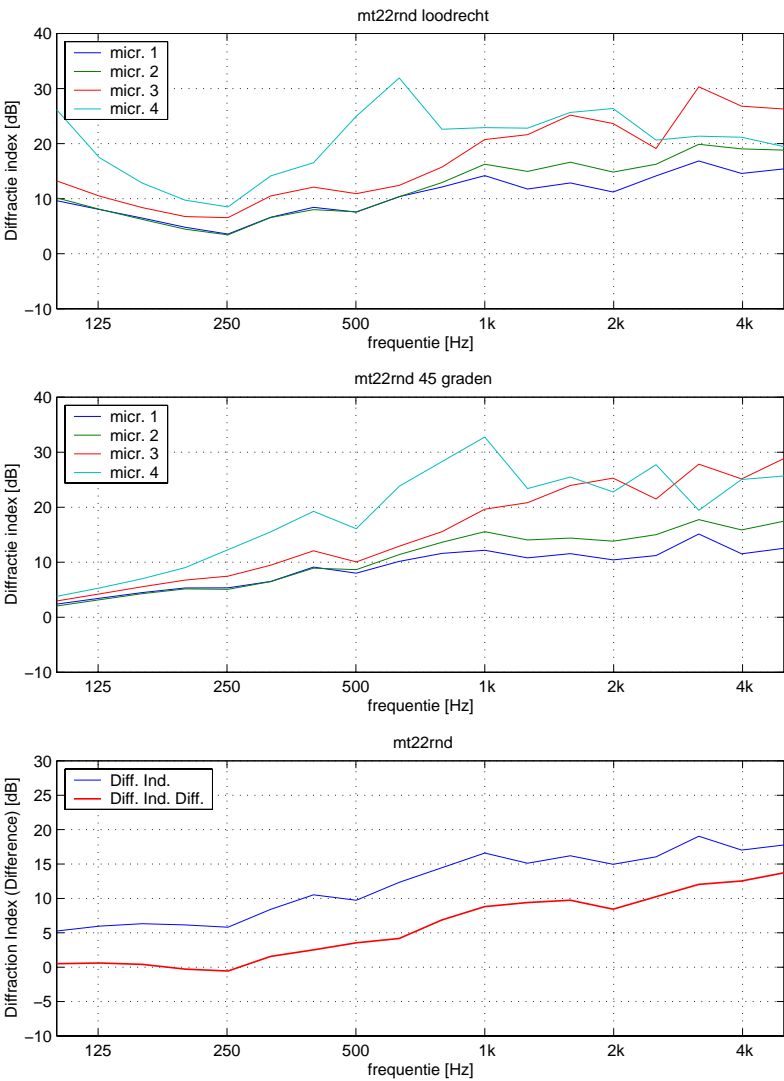 mt22rnd loodrecht
40
30
20
10
0
−10
Diffractie index [dB]
micr. 1
micr. 2
micr. 3
micr. 4
125 250 500 1k 2k 4k
frequentie [Hz]
mt22rnd 45 graden
40
30
20
10
0
−10
Diffractie index [dB]
micr. 1
micr. 2
micr. 3
micr. 4
125 250 500 1k 2k 4k
frequentie [Hz]
mt22rnd
30
25
20
15
10
5
0
−5
−10
Diffraction Index (Difference) [dB]
Diff. Ind.
Diff. Ind. Diff.
125 250 500 1k 2k 4k
frequentie [Hz]